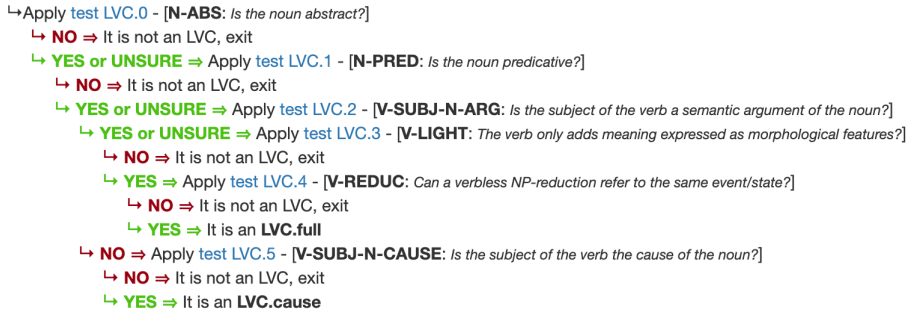 ↳Apply test LVC.0 - [N-ABS: Is the noun abstract?]
↳ NO ⇒ It is not an LVC, exit
↳ YES or UNSURE ⇒ Apply test LVC.1 - [N-PRED: Is the noun predicative?]
↳ NO ⇒ It is not an LVC, exit
↳ YES or UNSURE ⇒ Apply test LVC.2 - [V-SUBJ-N-ARG: Is the subject of the verb a semantic argument of the noun?]
↳ YES or UNSURE ⇒ Apply test LVC.3 - [V-LIGHT: The verb only adds meaning expressed as morphological features?]
↳ NO ⇒ It is not an LVC, exit
↳ YES ⇒ Apply test LVC.4 - [V-REDUC: Can a verbless NP-reduction refer to the same event/state?]
↳ NO ⇒ It is not an LVC, exit
↳ YES ⇒ It is an LVC.full
↳ NO ⇒ Apply test LVC.5 - [V-SUBJ-N-CAUSE: Is the subject of the verb the cause of the noun?]
↳ NO ⇒ It is not an LVC, exit
↳ YES ⇒ It is an LVC.cause